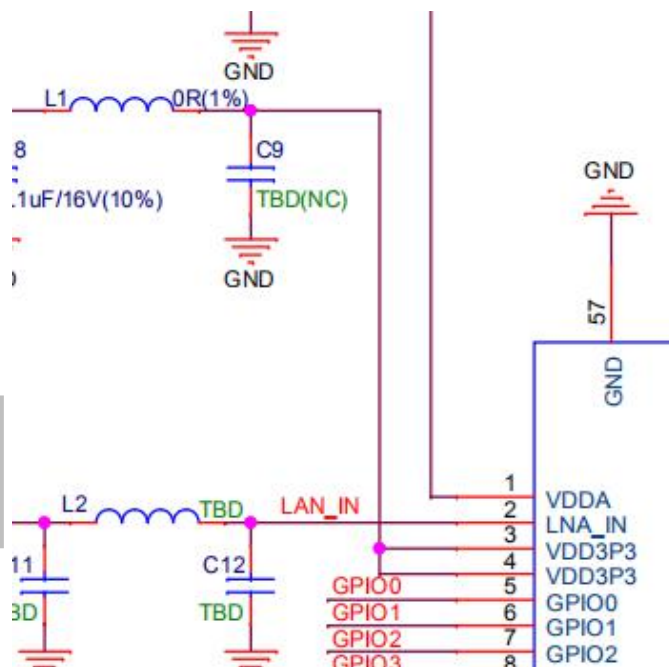 GND
L1 0R(1%)
8 C9
GND
.1uF/16V(10%) TBD(NC)
GND
57
GND
1 VDDA
L2 TBD LAN_IN 2 LNA_IN
3 VDD3P3
11 C12 4 VDD3P3
GPIO0 5 GPIO0
TBD GPIO1 6 GPIO1
GPIO2 7 GPIO2
GPIO3 8